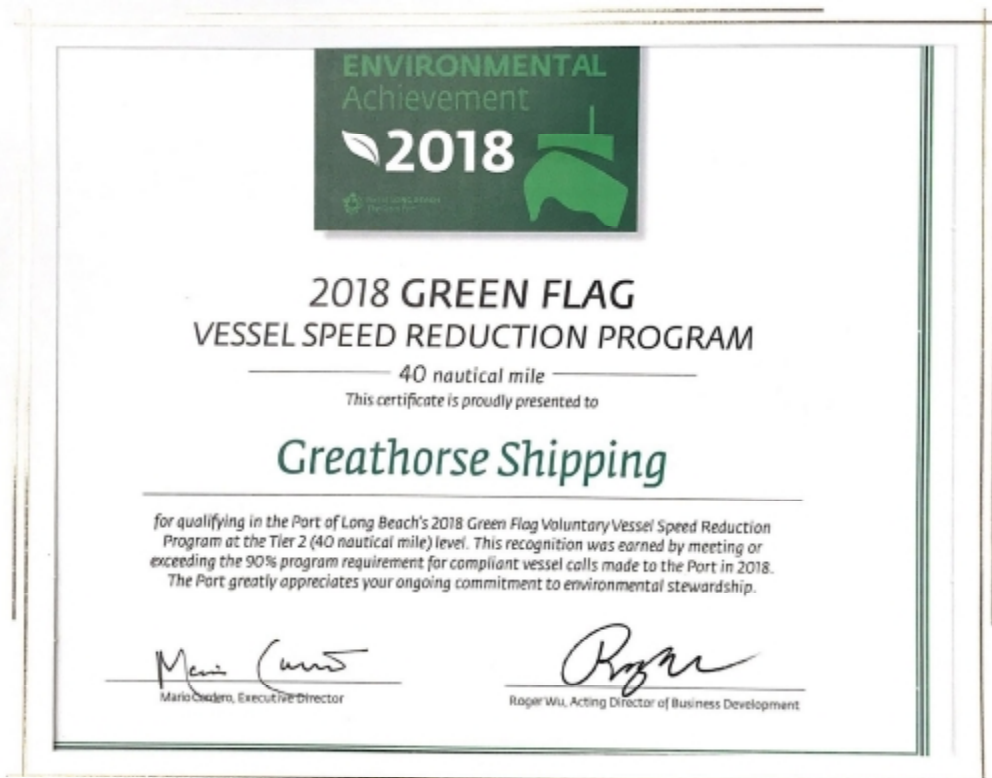 ENVIRONMENTAL
Achievement
2018
2018 GREEN FLAG
VESSEL SPEED REDUCTION PROGRAM
40 nautical mile
This certificate is proudly presented to
Greathorse Shipping
for qualifying in the Port of Long Beach's 2018 Green Flag Voluntary Vessel Speed Reduction
Program at the Tier 2 (40 nautical mile) level. This recognition was earned by meeting or
exceeding the 90% program requirement for compliant vessel calls made to the Port in 2018.
The Port greatly appreciates your ongoing commitment to environmental stewardship.
Mario Cordero, Executive Director
Roger Wu, Acting Director of Business Development